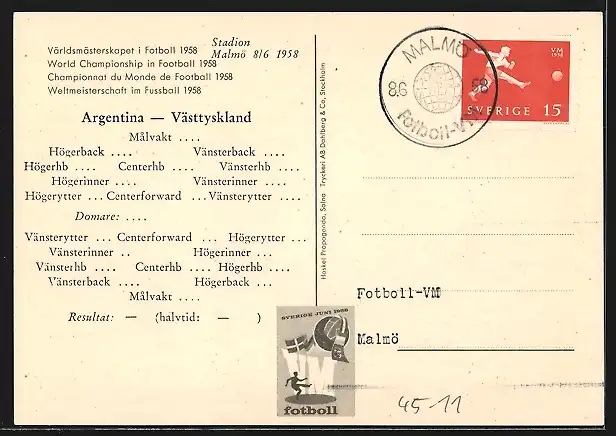 Världsmästerskapet i Fotboll 1958
World Championship in Football 1958
Championnat du Monde de Football 1958
Weltmeisterschaft im Fussball 1958
Stadion
Malmö 8/6 1958
Argentina — Västtyskland
Målvakt ....
Högerback .... Vänsterback ....
Högerhb .... Centerhb .... Vänsterhb ....
Högerinner .... Vänsterinner ....
Högerytter ... Centerforward ... Vänsterytter ....
Domare: ....
Vänsterytter ... Centerforward ... Högerytter ...
Vänsterinner .. Högerinner ...
Vänsterhb .... Centerhb .... Högerhb ....
Vänsterback .... Högerback ...
Målvakt ....
Resultat: — (halvtid: — )
SVERIGE JUNI 1958
fotboll
Haskel Propaganda, Solna Tryckeri AB Dahlberg & Co, Stockholm
MALMÖ
8.6 58
Fotboll-VM
VM
1958
SVERIGE 15
Fotboll-VM
Malmö
45-11